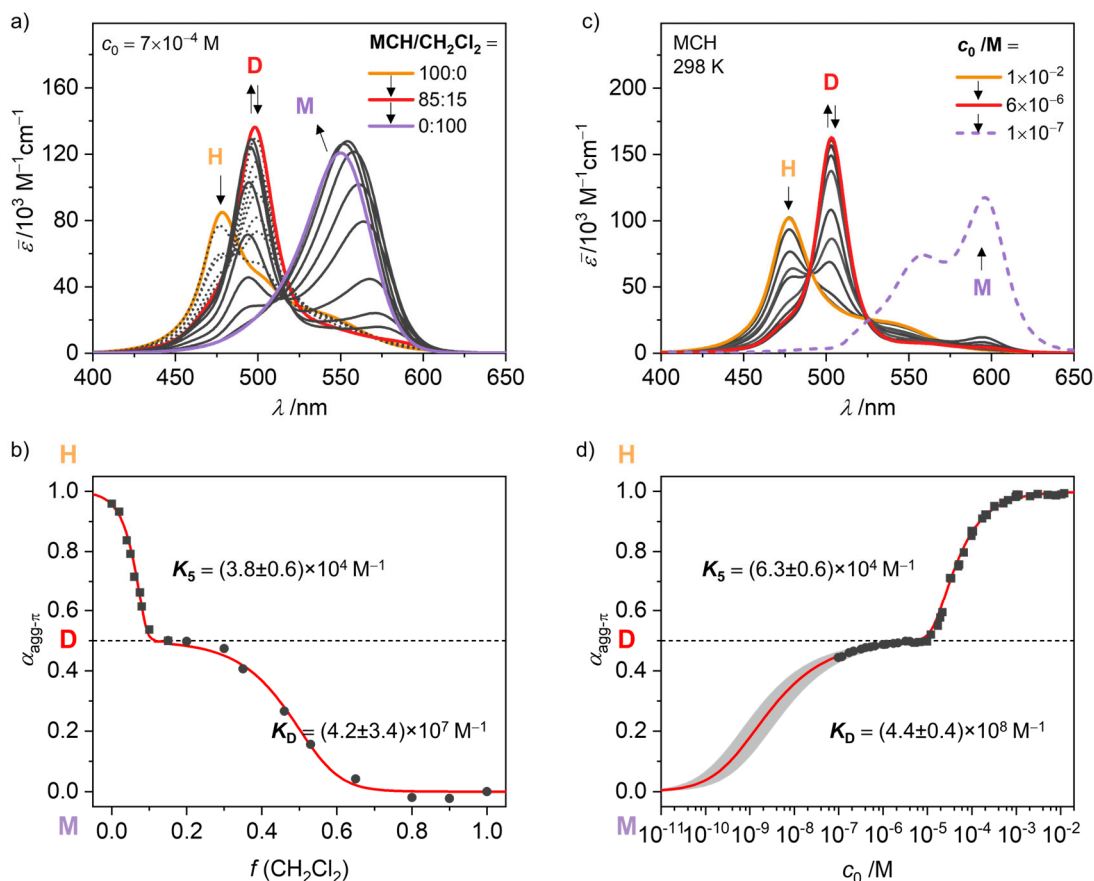 a)
c₀ = 7×10⁻⁴ M
MCH/CH₂Cl₂ =
100:0
85:15
0:100
D
M
H
160
120
80
40
0
ε̄ /10³ M⁻¹cm⁻¹
400 450 500 550 600 650
λ /nm
c)
MCH
298 K
c₀ /M =
1×10⁻²
6×10⁻⁶
1×10⁻⁷
D
H
M
200
150
100
50
0
ε̄ /10³ M⁻¹cm⁻¹
400 450 500 550 600 650
λ /nm
b)
H
1.0
0.8
0.6
D
0.4
0.2
0.0
M
α agg-π
K₅ = (3.8±0.6)×10⁴ M⁻¹
K_D = (4.2±3.4)×10⁷ M⁻¹
0.0 0.2 0.4 0.6 0.8 1.0
f (CH₂Cl₂)
d)
H
1.0
0.8
0.6
D
0.4
0.2
0.0
M
α agg-π
K₅ = (6.3±0.6)×10⁴ M⁻¹
K_D = (4.4±0.4)×10⁸ M⁻¹
10⁻¹¹ 10⁻¹⁰ 10⁻⁹ 10⁻⁸ 10⁻⁷ 10⁻⁶ 10⁻⁵ 10⁻⁴ 10⁻³ 10⁻²
c₀ /M